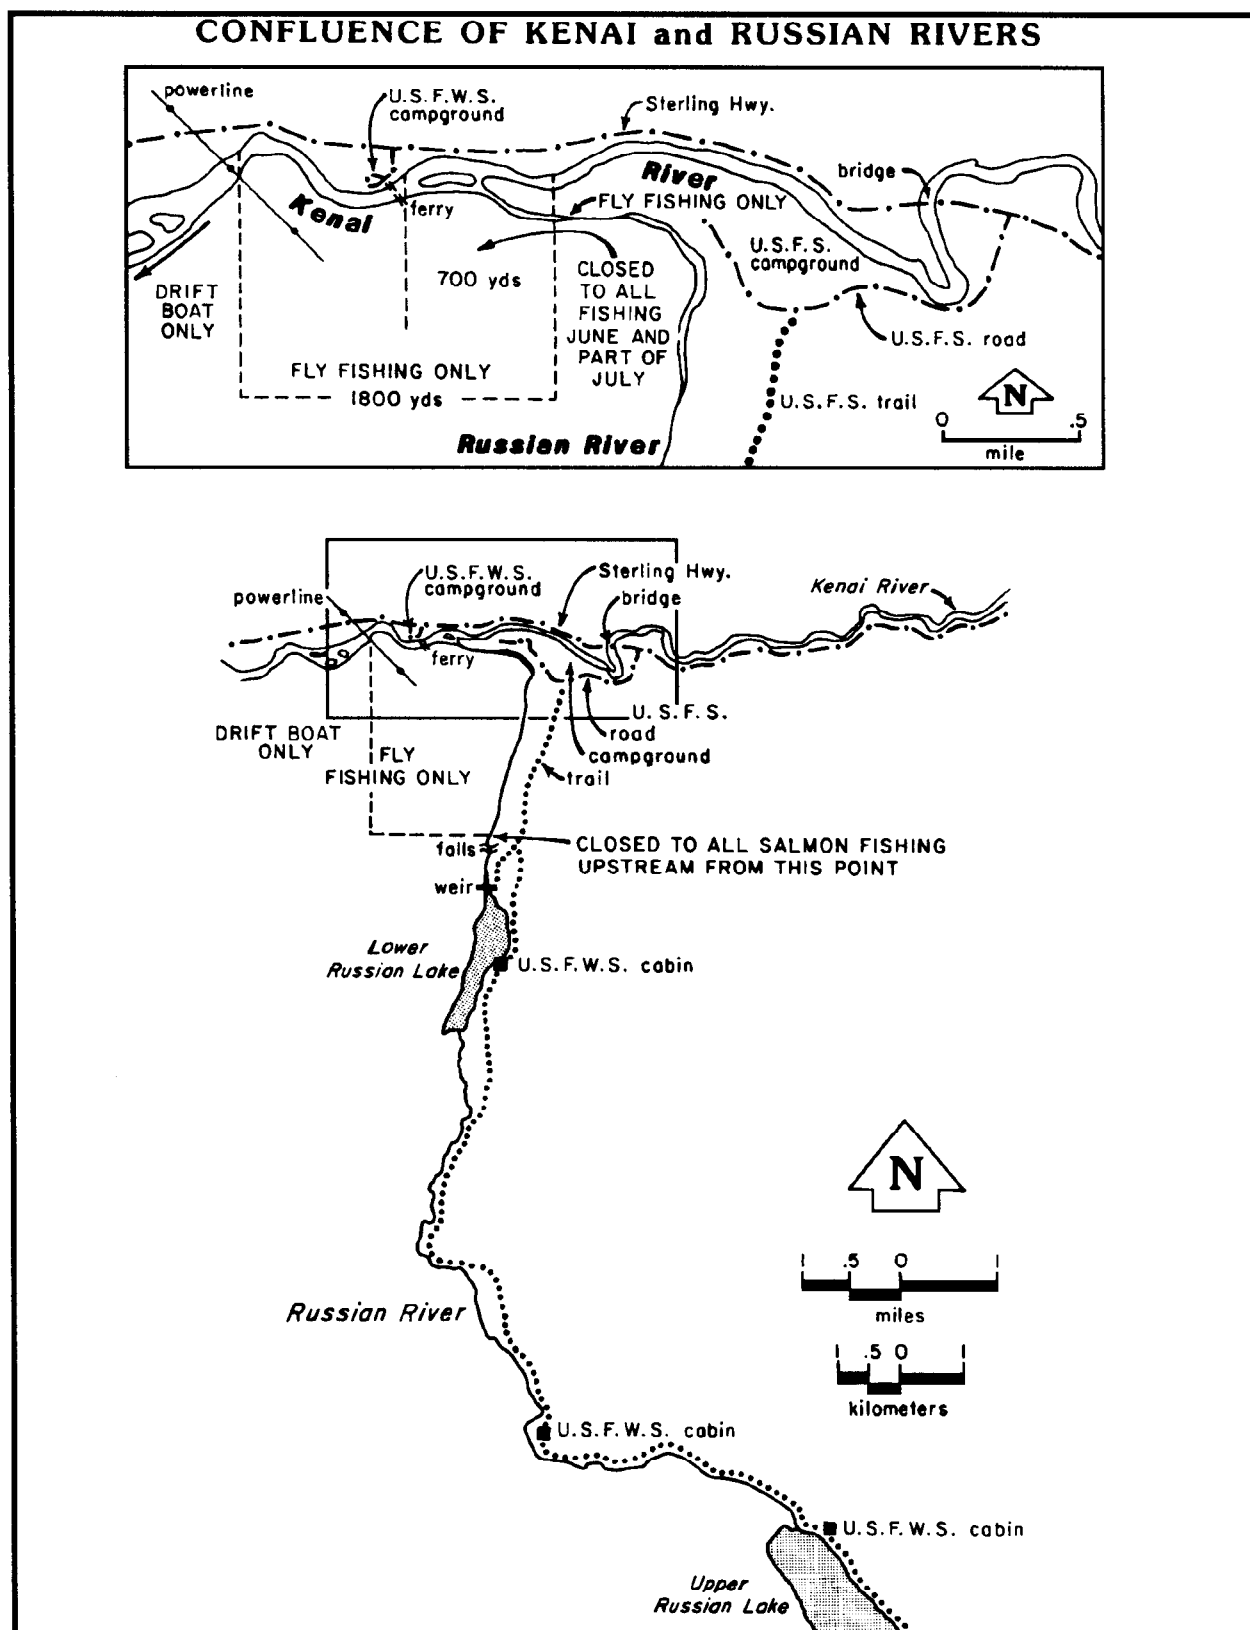 CONFLUENCE OF KENAI and RUSSIAN RIVERS
powerline
U.S.F.W.S.
campground
Sterling Hwy.
bridge
River
Kenai
ferry
FLY FISHING ONLY
U.S.F.S.
campground
700 yds
CLOSED
TO ALL
FISHING
JUNE AND
PART OF
JULY
DRIFT
BOAT
ONLY
U.S.F.S. road
FLY FISHING ONLY
1800 yds
U.S.F.S. trail
N
0 .5
mile
Russian River
U.S.F.W.S.
campground
Sterling Hwy.
Kenai River
powerline
bridge
ferry
U.S.F.S.
road
campground
trail
DRIFT BOAT
ONLY
FLY
FISHING ONLY
falls
CLOSED TO ALL SALMON FISHING
UPSTREAM FROM THIS POINT
weir
Lower
Russian Lake
U.S.F.W.S. cabin
N
1 .5 0 1
miles
Russian River
1 .5 0 1
kilometers
U.S.F.W.S. cabin
U.S.F.W.S. cabin
Upper
Russian Lake